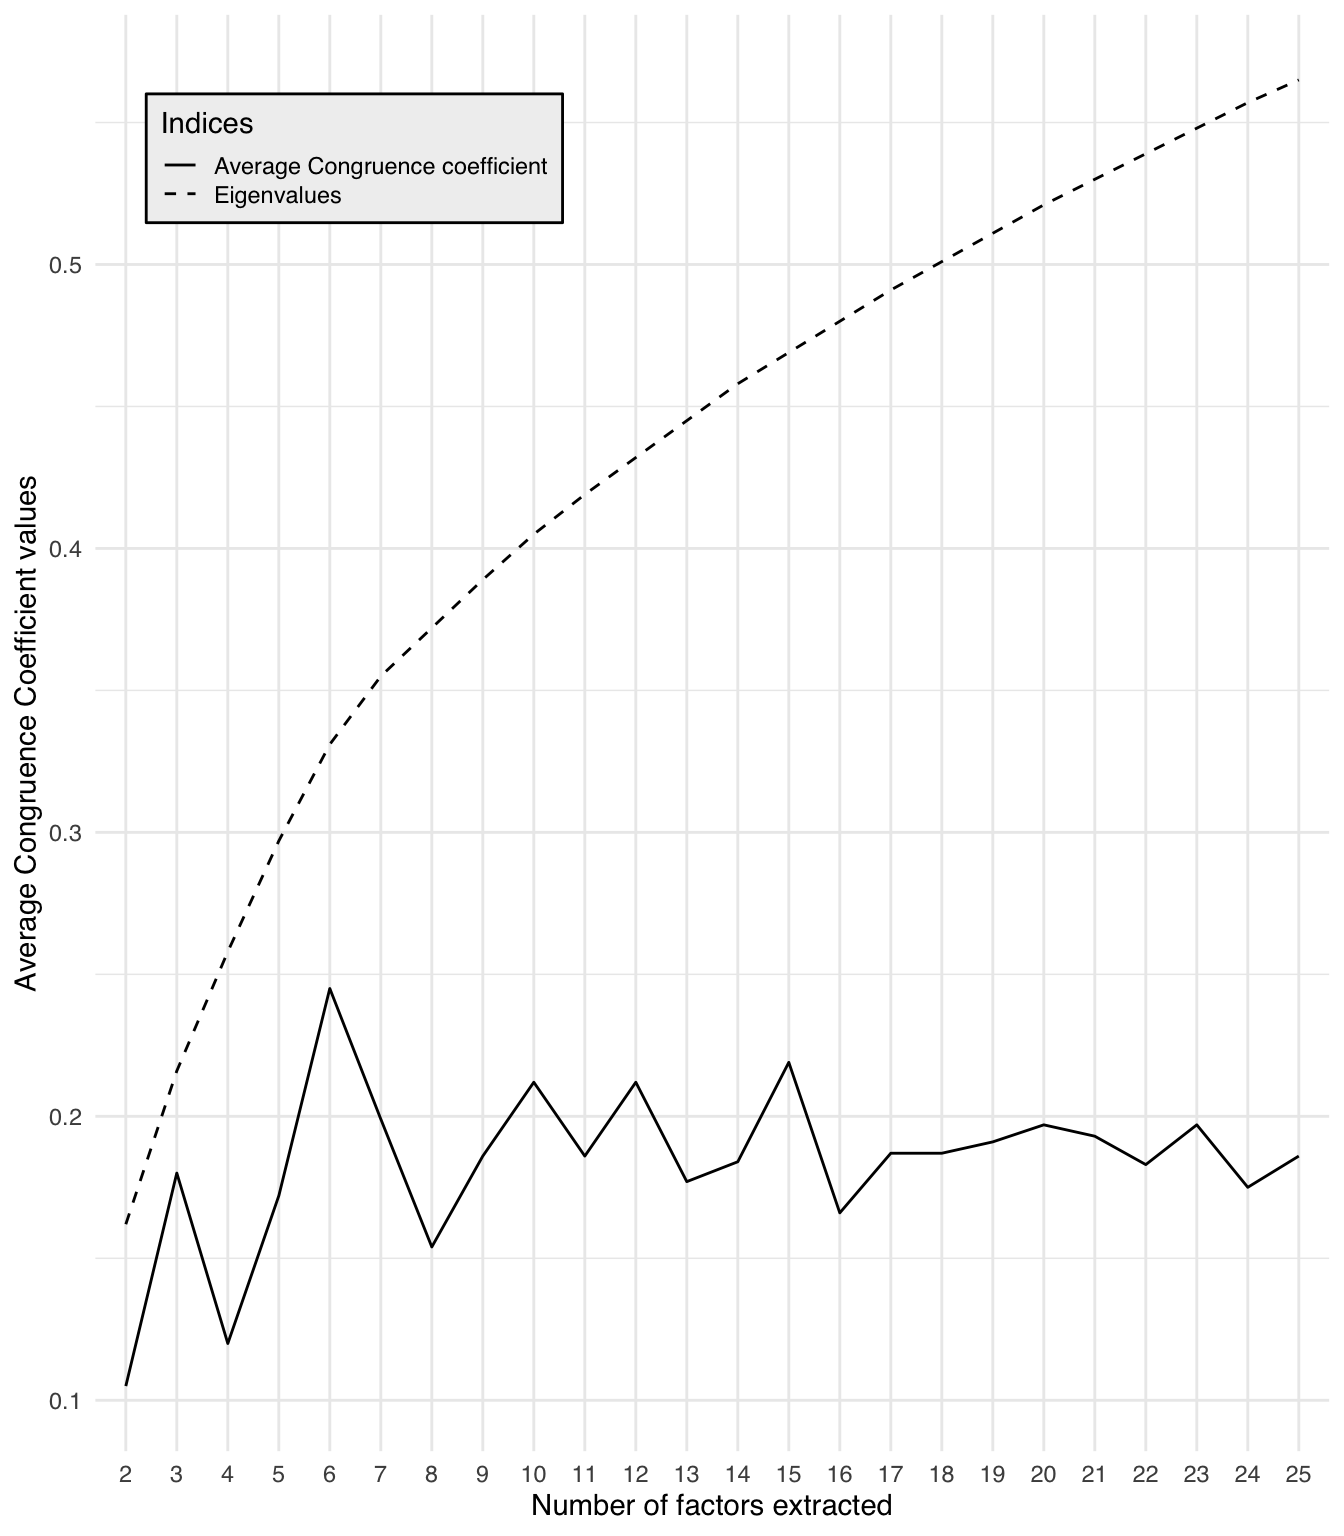 Indices
Average Congruence coefficient
Eigenvalues
Average Congruence Coefficient values
0.5
0.4
0.3
0.2
0.1
2 3 4 5 6 7 8 9 10 11 12 13 14 15 16 17 18 19 20 21 22 23 24 25
Number of factors extracted